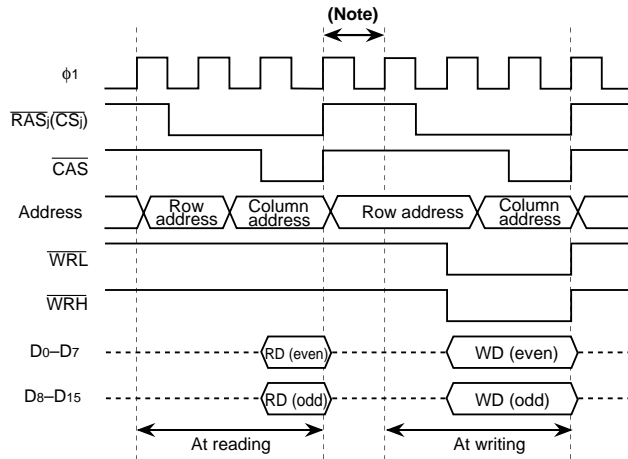 (Note)
ϕ1
RASj(CSj)
CAS
Address
Row address
Column address
Row address
Column address
WRL
WRH
D0–D7
RD (even)
WD (even)
D8–D15
RD (odd)
WD (odd)
At reading
At writing